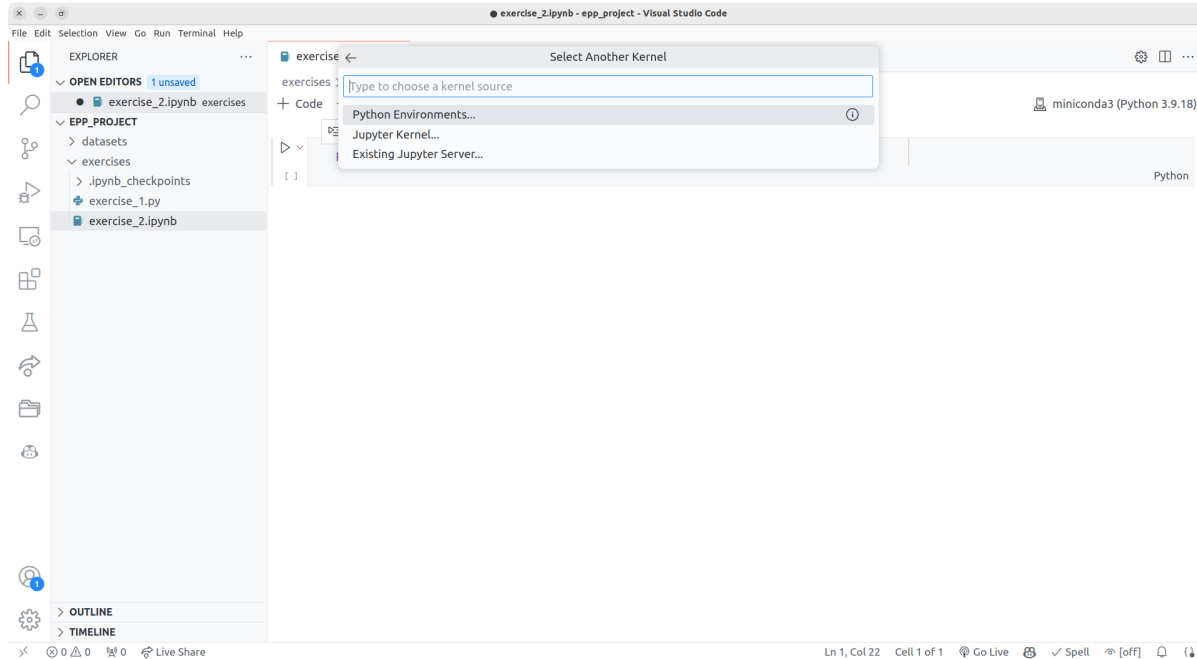 exercise_2.ipynb - epp_project - Visual Studio Code
File Edit Selection View Go Run Terminal Help
EXPLORER
OPEN EDITORS 1 unsaved
exercise_2.ipynb exercises
EPP_PROJECT
datasets
exercises
.ipynb_checkpoints
exercise_1.py
exercise_2.ipynb
OUTLINE
TIMELINE
exercise
exercises
Code
Select Another Kernel
Type to choose a kernel source
Python Environments...
Jupyter Kernel...
Existing Jupyter Server...
miniconda3 (Python 3.9.18)
[ ]
Python
1
1
0 0 0 Live Share
Ln 1, Col 22 Cell 1 of 1 Go Live Spell [off]